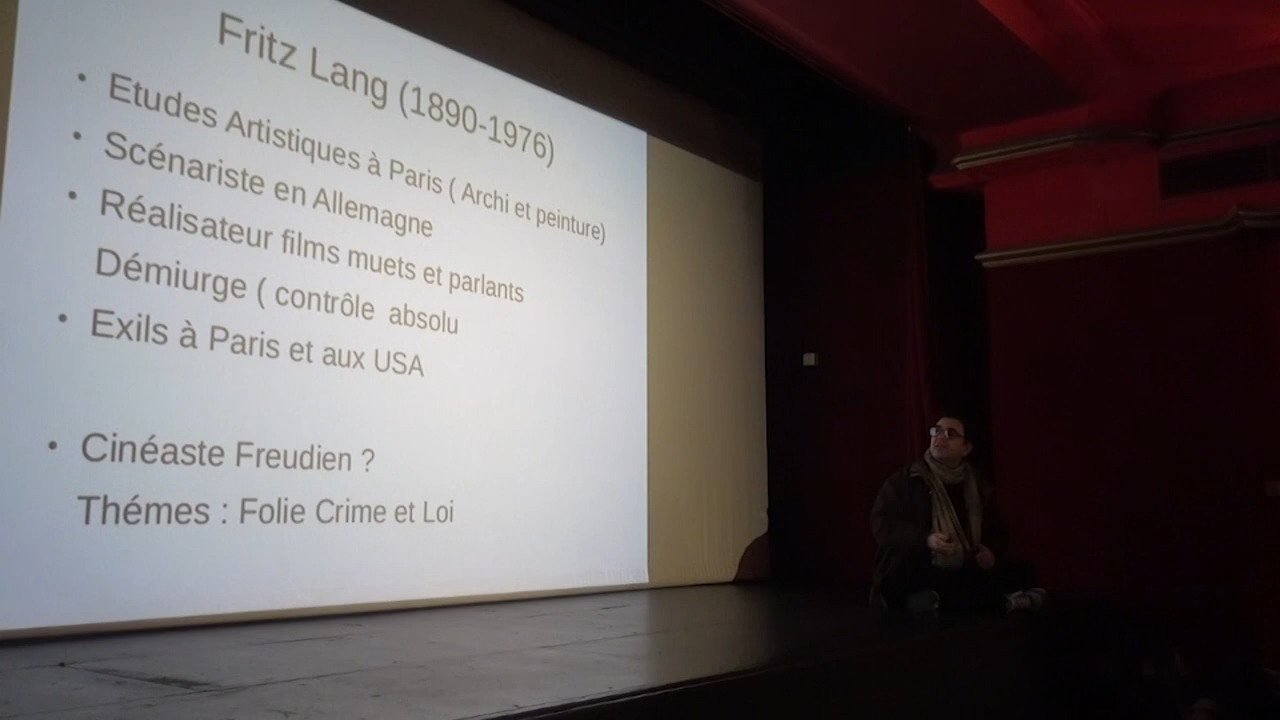 Fritz Lang (1890-1976)
• Etudes Artistiques à Paris ( Archi et peinture)
• Scénariste en Allemagne
• Réalisateur films muets et parlants
Démiurge ( contrôle absolu
• Exils à Paris et aux USA
• Cinéaste Freudien ?
Thémes : Folie Crime et Loi